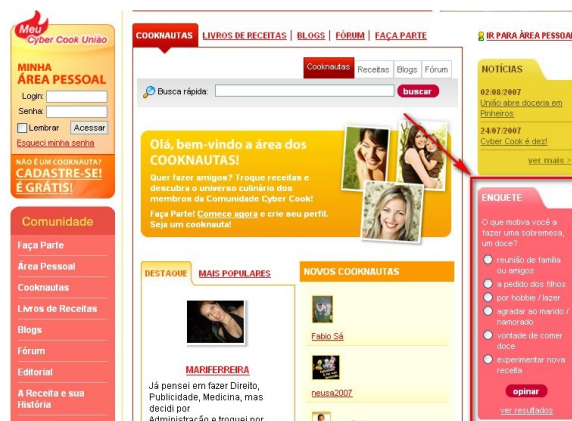 Meu
Cyber Cook União
MINHA
ÁREA PESSOAL
Login:
Senha:
Lembrar
Acessar
Esqueci minha senha
NÃO É UM COOKNAUTA?
CADASTRE-SE!
É GRÁTIS!
Comunidade
Faça Parte
Área Pessoal
Cooknautas
Livros de Receitas
Blogs
Fórum
Editorial
A Receita e sua
História
COOKNAUTAS LIVROS DE RECEITAS | BLOGS | FÓRUM | FAÇA PARTE
IR PARA ÁREA PESSOAL
Cooknautas Receitas Blogs Fórum
Busca rápida:
buscar
Olá, bem-vindo a área dos
COOKNAUTAS!
Quer fazer amigos? Troque receitas e
descubra o universo culinário dos
membros da Comunidade Cyber Cook!
Faça Parte! Comece agora e crie seu perfil.
Seja um cooknauta!
DESTAQUE MAIS POPULARES
MARIFERREIRA
Já pensei em fazer Direito,
Publicidade, Medicina, mas
decidi por
Administração e troquei por
NOVOS COOKNAUTAS
Fabio Sá
neusa2007
NOTÍCIAS
02/08/2007
União abre doceria em
Pinheiros
24/07/2007
Cyber Cook é dez!
ver mais >
ENQUETE
O que motiva você a
fazer uma sobremesa,
um doce?
reunião de família
ou amigos
a pedido dos filhos
por hobbie / lazer
agradar ao marido /
namorado
vontade de comer
doce
experimentar nova
receita
opinar
ver resultados